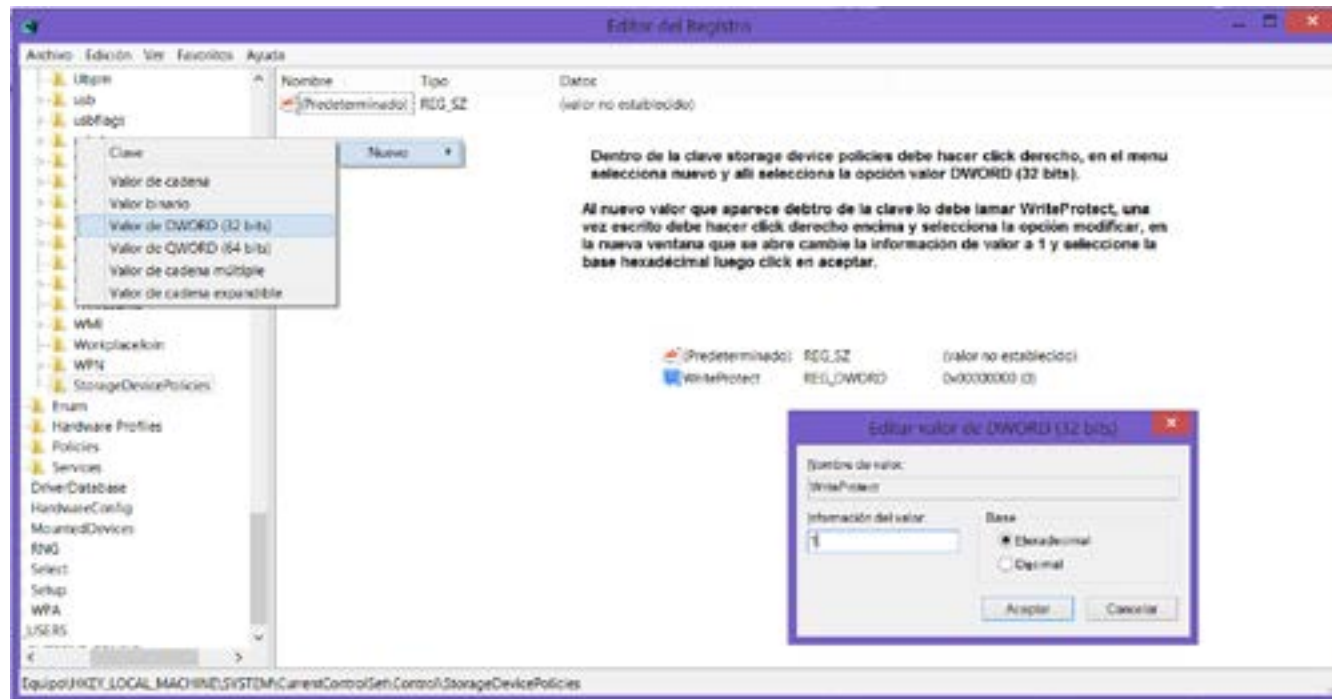 Editor del Registro
Archivo Edición Ver Favoritos Ayuda
Nombre Tipo Datos
(Predeterminado) REG_SZ (valor no establecido)
usb
usbflags
Clave
Nuevo
Valor de cadena
Valor binario
Valor de DWORD (32 bits)
Valor de QWORD (64 bits)
Valor de cadena múltiple
Valor de cadena expandible
Dentro de la clave storage device policies debe hacer click derecho, en el menu
selecciona nuevo y alli selecciona la opción valor DWORD (32 bits).
Al nuevo valor que aparece debtro de la clave lo debe lamar WriteProtect, una
vez escrito debe hacer click derecho encima y selecciona la opción modificar, en
la nueva ventana que se abre cambie la información de valor a 1 y seleccione la
base hexadécimal luego click en aceptar.
WMI
WorkplaceJoin
WPN
StorageDevicePolicies
Enum
Hardware Profiles
Policies
Services
DriverDatabase
HardwareConfig
MountedDevices
RNG
Select
Setup
WPA
_USERS
(Predeterminado) REG_SZ (valor no establecido)
WriteProtect REG_DWORD 0x00000000 (0)
Editar valor de DWORD (32 bits)
Nombre de valor:
WriteProtect
Información del valor:
1
Base
Hexadecimal
Decimal
Aceptar Cancelar
Equipo\HKEY_LOCAL_MACHINE\SYSTEM\CurrentControlSet\Control\StorageDevicePolicies